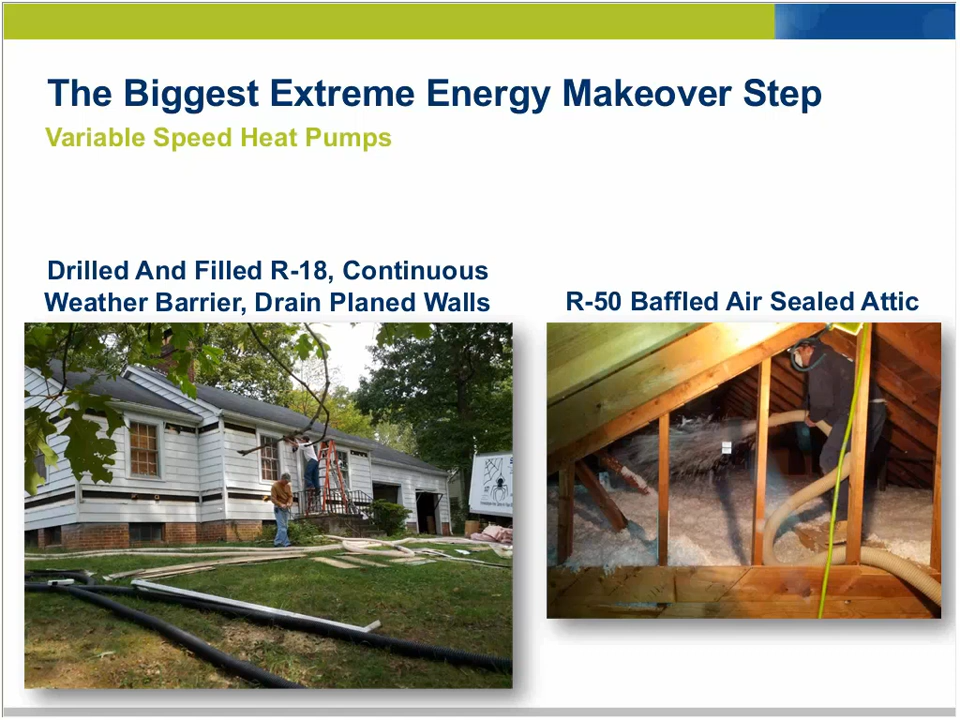 The Biggest Extreme Energy Makeover Step
Variable Speed Heat Pumps
Drilled And Filled R-18, Continuous
Weather Barrier, Drain Planed Walls
R-50 Baffled Air Sealed Attic